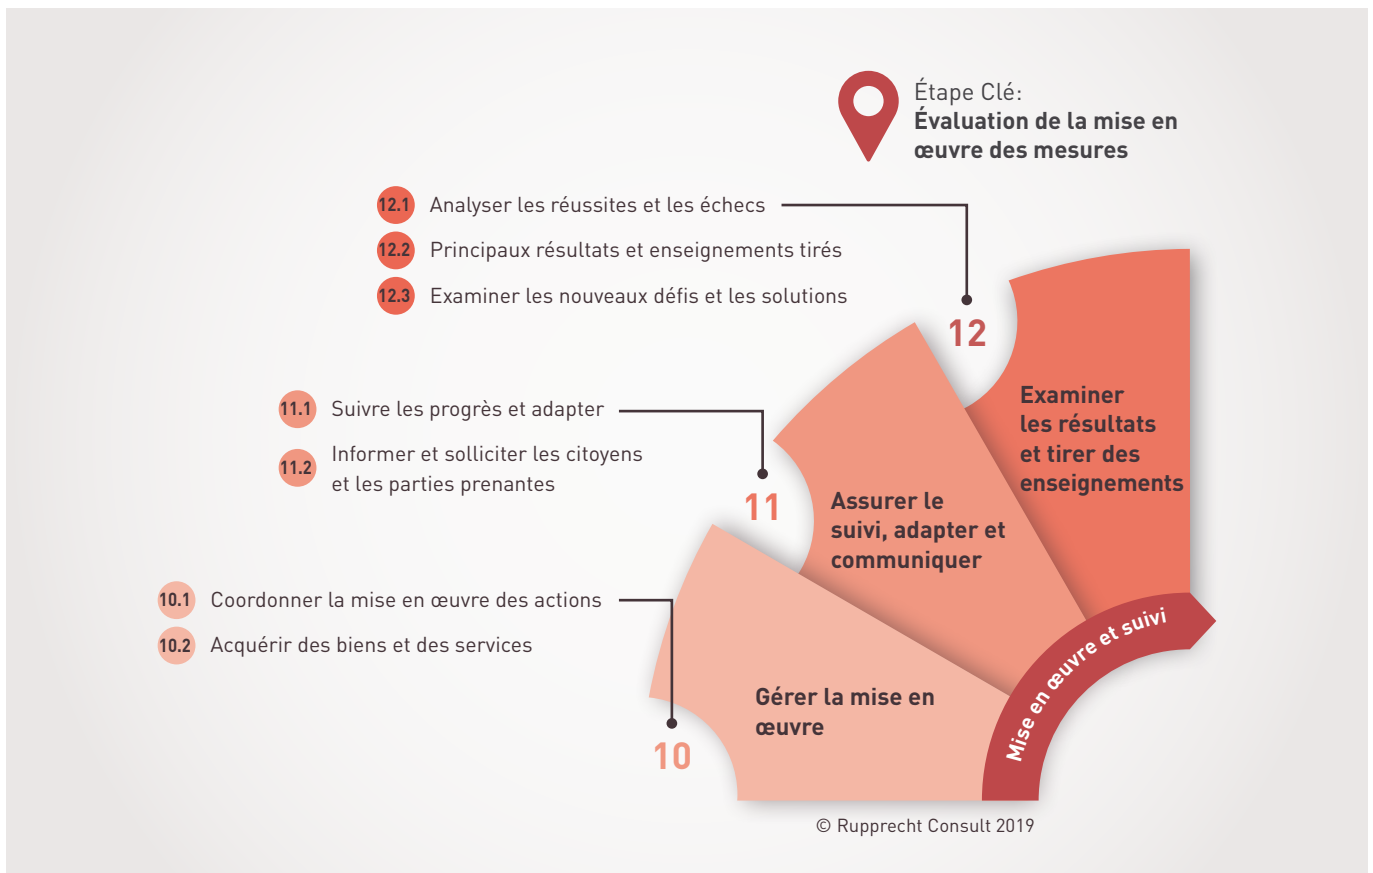 Étape Clé:
Évaluation de la mise en
œuvre des mesures
12.1 Analyser les réussites et les échecs
12.2 Principaux résultats et enseignements tirés
12.3 Examiner les nouveaux défis et les solutions
12
Examiner
les résultats
et tirer des
enseignements
11.1 Suivre les progrès et adapter
11.2 Informer et solliciter les citoyens
et les parties prenantes
11
Assurer le
suivi, adapter et
communiquer
10.1 Coordonner la mise en œuvre des actions
10.2 Acquérir des biens et des services
10
Gérer la mise en
œuvre
Mise en œuvre et suivi
© Rupprecht Consult 2019